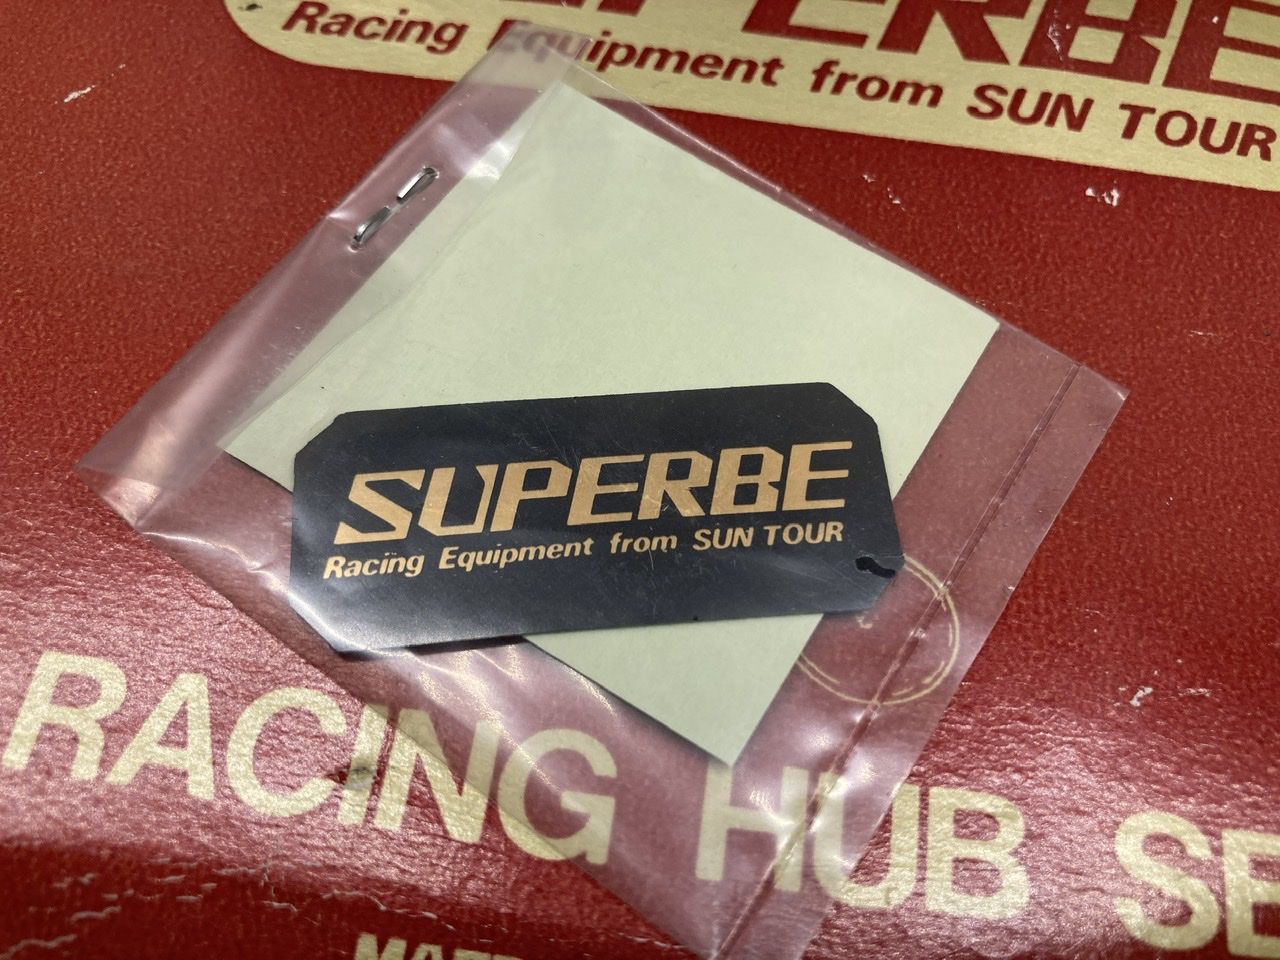 Racing Equipment from SUN TOUR
SUPERBE
Racing Equipment from SUN TOUR
RACING HUB